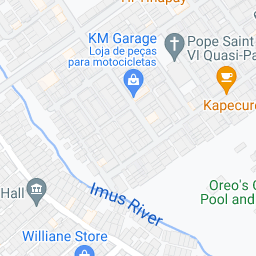 KM Garage
Loja de peças
para motocicletas
Pope Saint
VI Quasi-Pa
Kapecure
Imus River
Hall
Oreo's
Pool and
Williane Store